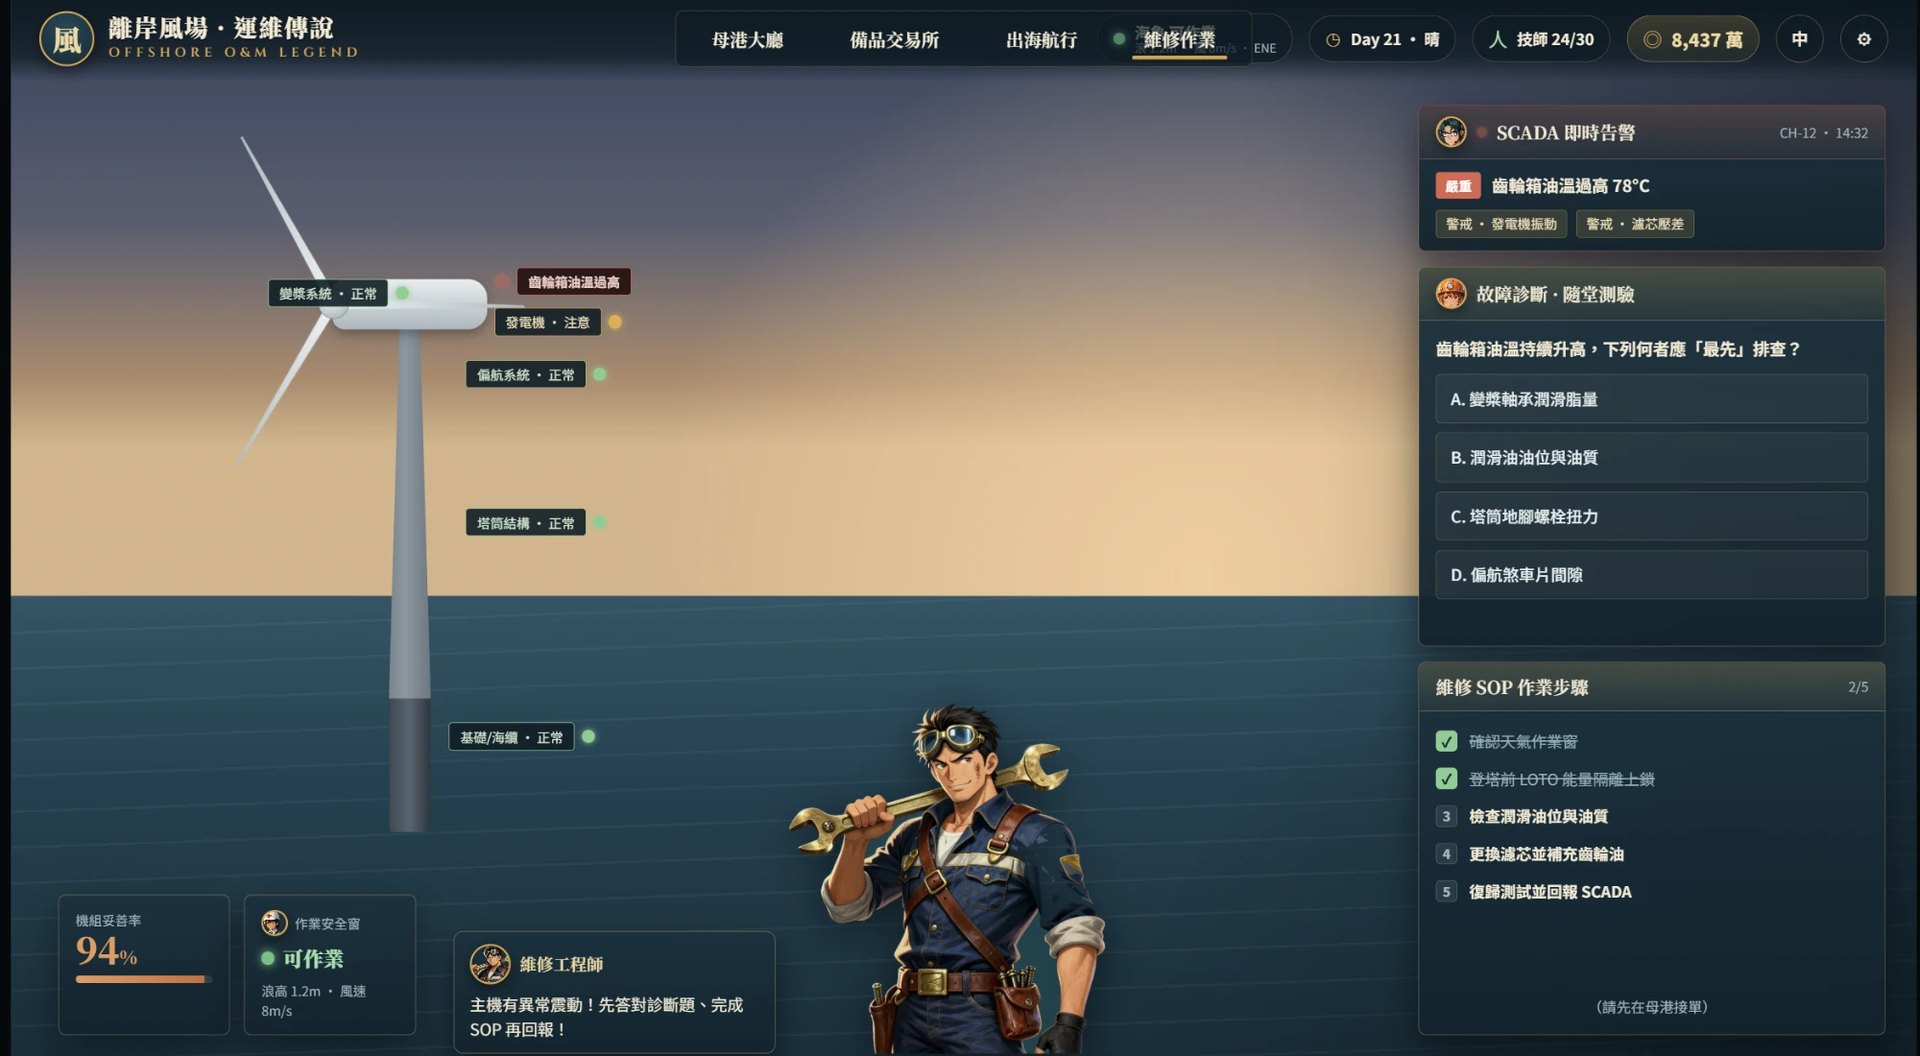 風
離岸風場·運維傳說
OFFSHORE O&M LEGEND
母港大廳
備品交易所
出海航行
維修作業
ENE
Day 21 · 晴
技師 24/30
8,437 萬
中
SCADA 即時告警
CH-12 · 14:32
嚴重
齒輪箱油溫過高 78°C
警戒 · 發電機振動
警戒 · 濾芯壓差
變槳系統 · 正常
齒輪箱油溫過高
發電機 · 注意
偏航系統 · 正常
塔筒結構 · 正常
基礎/海纜 · 正常
故障診斷·隨堂測驗
齒輪箱油溫持續升高，下列何者應「最先」排查？
A. 變槳軸承潤滑脂量
B. 潤滑油油位與油質
C. 塔筒地腳螺栓扭力
D. 偏航煞車片間隙
維修 SOP 作業步驟
2/5
確認天氣作業窗
登塔前 LOTO 能量隔離上鎖
3 檢查潤滑油位與油質
4 更換濾芯並補充齒輪油
5 復歸測試並回報 SCADA
（請先在母港接單）
機組妥善率
94%
作業安全窗
可作業
浪高 1.2m · 風速
8m/s
維修工程師
主機有異常震動！先答對診斷題、完成
SOP 再回報！